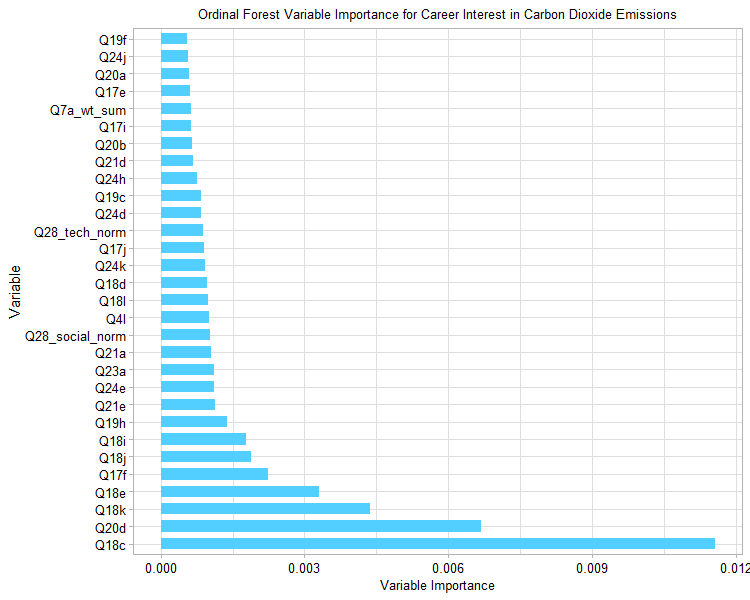 Ordinal Forest Variable Importance for Career Interest in Carbon Dioxide Emissions
Q19f
Q24j
Q20a
Q17e
Q7a_wt_sum
Q17i
Q20b
Q21d
Q24h
Q19c
Q24d
Q28_tech_norm
Q17j
Q24k
Q18d
Q18l
Q4l
Q28_social_norm
Q21a
Q23a
Q24e
Q21e
Q19h
Q18i
Q18j
Q17f
Q18e
Q18k
Q20d
Q18c
Variable
0.000 0.003 0.006 0.009 0.012
Variable Importance